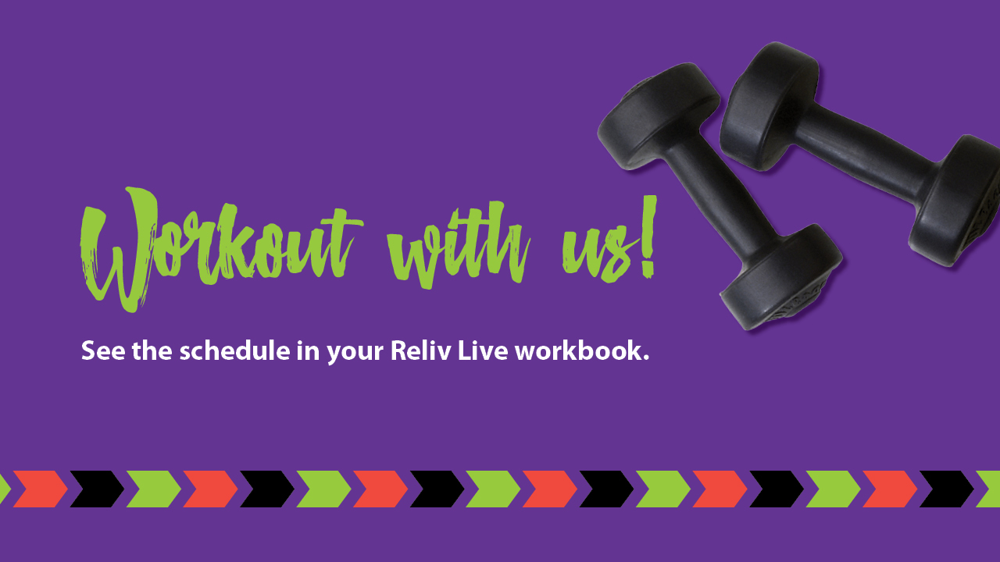 Workout with us!
See the schedule in your Reliv Live workbook.